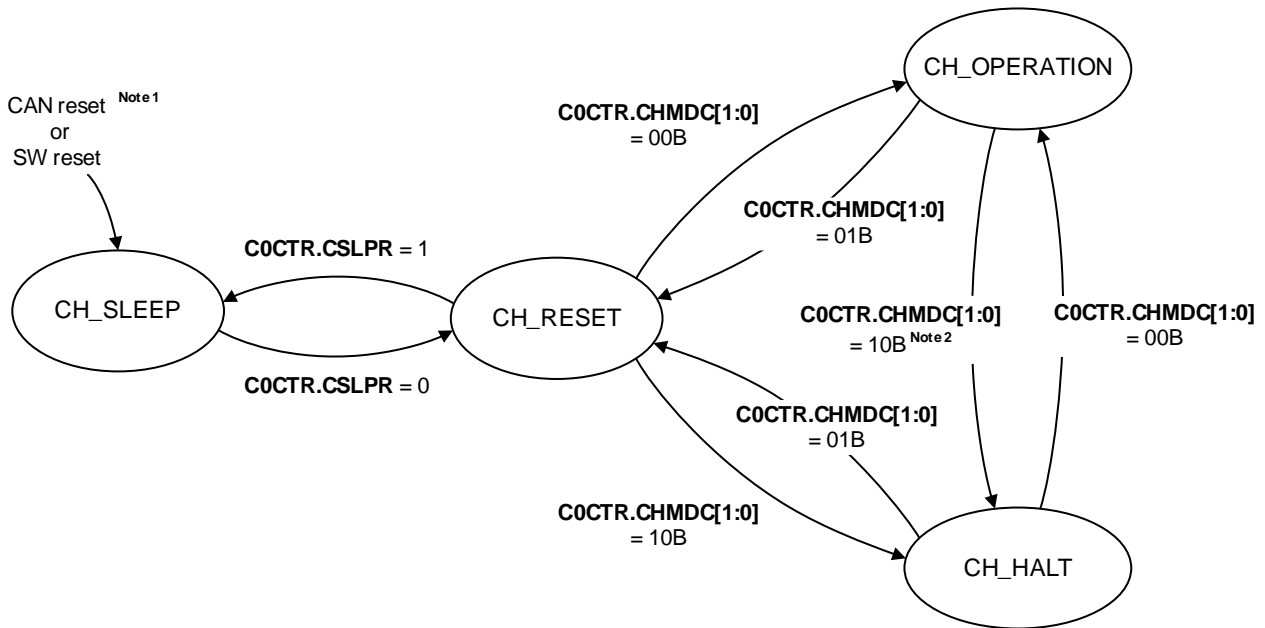 CH_OPERATION
CAN reset Note 1
or
SW reset
C0CTR.CHMDC[1:0]
= 00B
C0CTR.CHMDC[1:0]
= 01B
C0CTR.CSLPR = 1
CH_SLEEP
CH_RESET
C0CTR.CHMDC[1:0]
= 10B Note 2
C0CTR.CHMDC[1:0]
= 00B
C0CTR.CSLPR = 0
C0CTR.CHMDC[1:0]
= 01B
C0CTR.CHMDC[1:0]
= 10B
CH_HALT